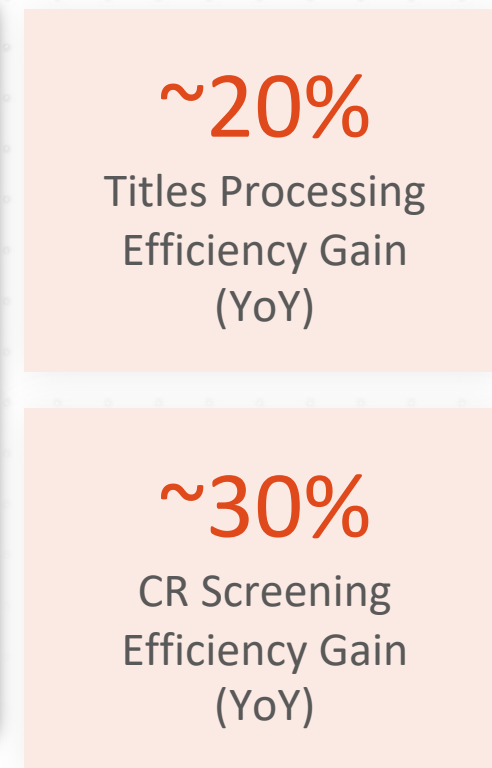 ~20%
Titles Processing
Efficiency Gain
(YoY)
~30%
CR Screening
Efficiency Gain
(YoY)